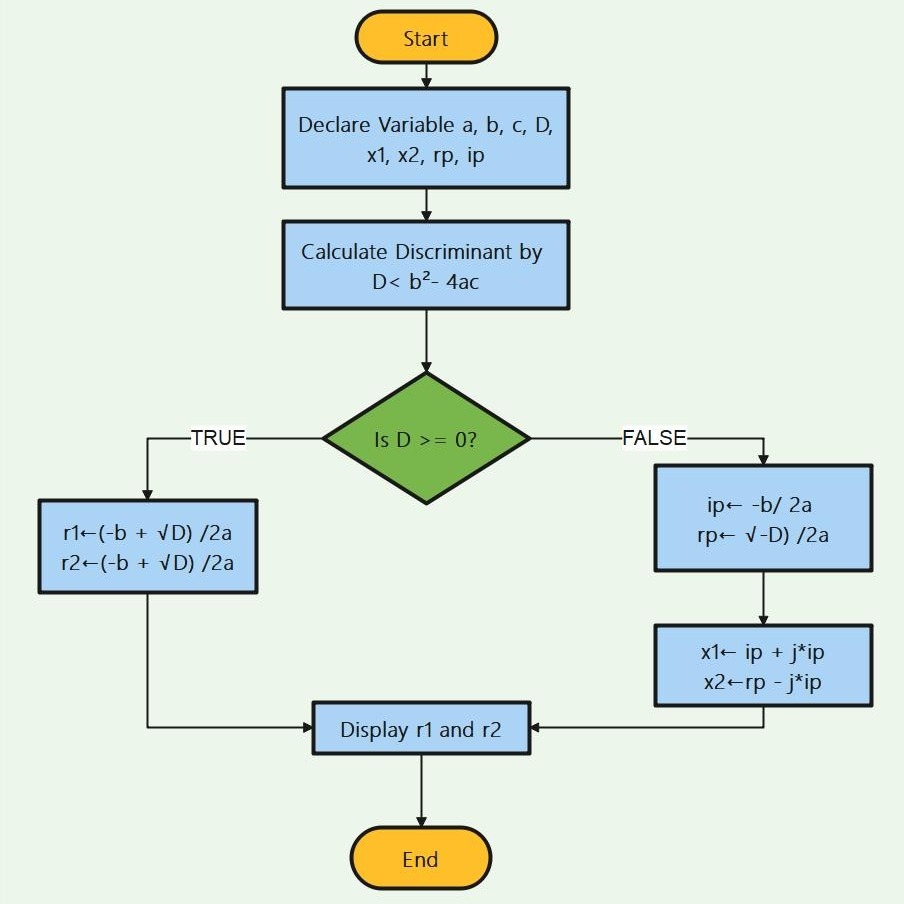 Start
Declare Variable a, b, c, D,
x1, x2, rp, ip
Calculate Discriminant by
D< b²- 4ac
Is D >= 0?
TRUE
FALSE
r1←(-b + √D) /2a
r2←(-b + √D) /2a
ip← -b/ 2a
rp← √-D) /2a
x1← ip + j*ip
x2←rp - j*ip
Display r1 and r2
End